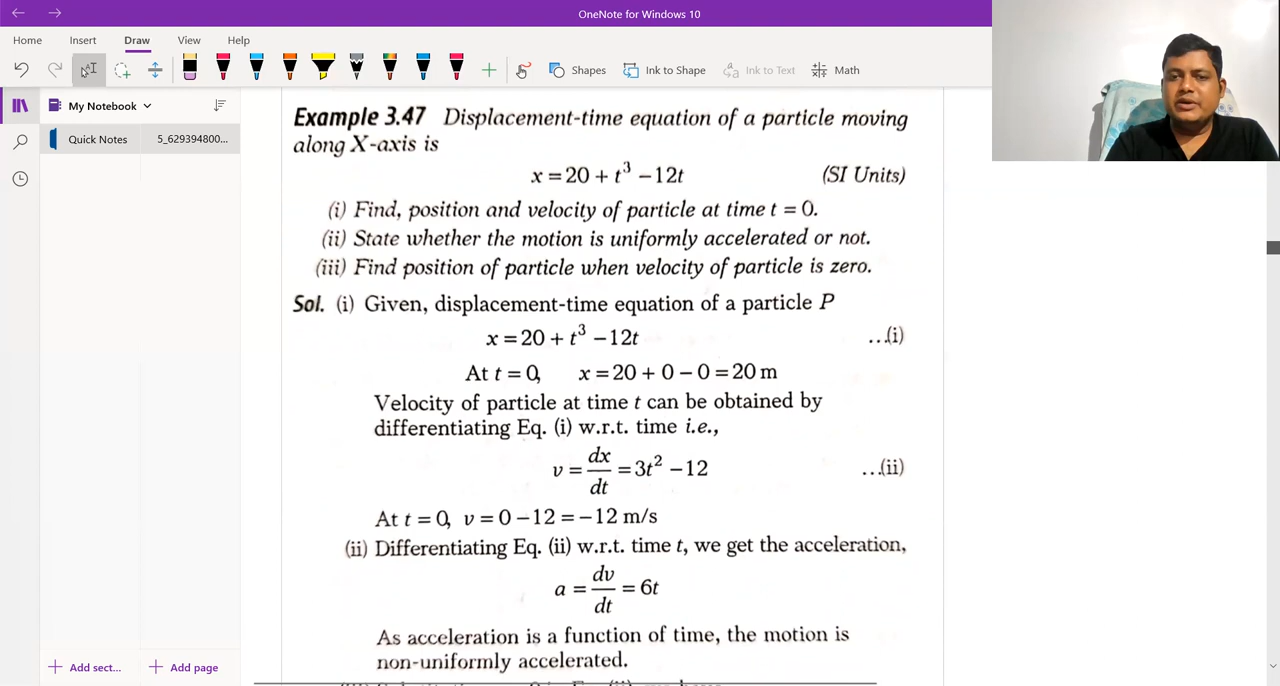 OneNote for Windows 10
Home Insert Draw View Help
Shapes Ink to Shape Ink to Text Math
My Notebook
Quick Notes 5_629394800...
Example 3.47 Displacement-time equation of a particle moving
along X-axis is
x = 20 + t³ – 12t (SI Units)
(i) Find, position and velocity of particle at time t = 0.
(ii) State whether the motion is uniformly accelerated or not.
(iii) Find position of particle when velocity of particle is zero.
Sol. (i) Given, displacement-time equation of a particle P
x = 20 + t³ – 12t ...(i)
At t = 0, x = 20 + 0 – 0 = 20 m
Velocity of particle at time t can be obtained by
differentiating Eq. (i) w.r.t. time i.e.,
v = dx/dt = 3t² – 12 ...(ii)
At t = 0, v = 0 – 12 = – 12 m/s
(ii) Differentiating Eq. (ii) w.r.t. time t, we get the acceleration,
a = dv/dt = 6t
As acceleration is a function of time, the motion is
non-uniformly accelerated.
Add sect... Add page